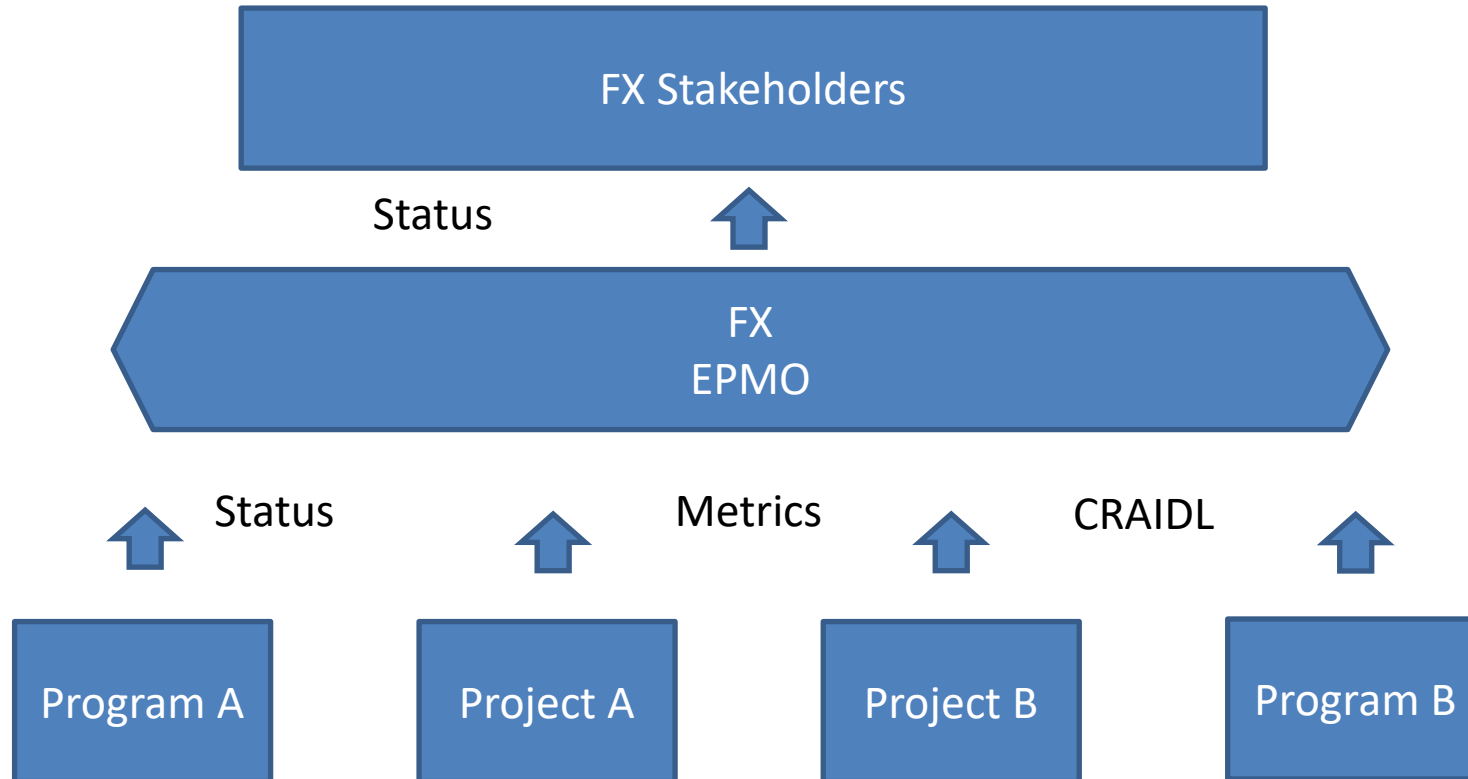 FX Stakeholders
Status
FX
EPMO
Status
Metrics
CRAIDL
Program A
Project A
Project B
Program B